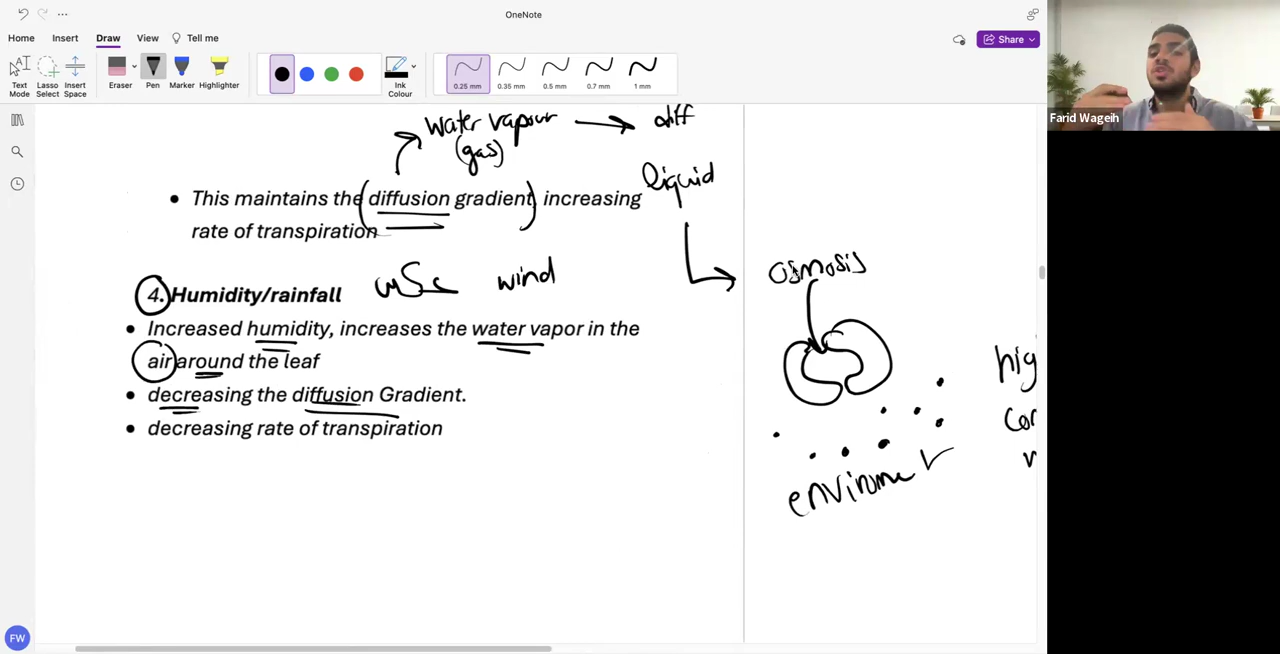 OneNote
Home Insert Draw View Tell me
Share
Text Mode
Lasso Select
Insert Space
Eraser
Pen
Marker
Highlighter
0.25 mm
0.35 mm
0.5 mm
0.7 mm
1 mm
Ink Colour
Farid Wageih
water vapour → diff
(gas)
liquid
• This maintains the (diffusion gradient), increasing
rate of transpiration
osmosis
wind
4. Humidity/rainfall
• Increased humidity, increases the water vapor in the
air around the leaf
• decreasing the diffusion Gradient.
• decreasing rate of transpiration
hig
con
FW